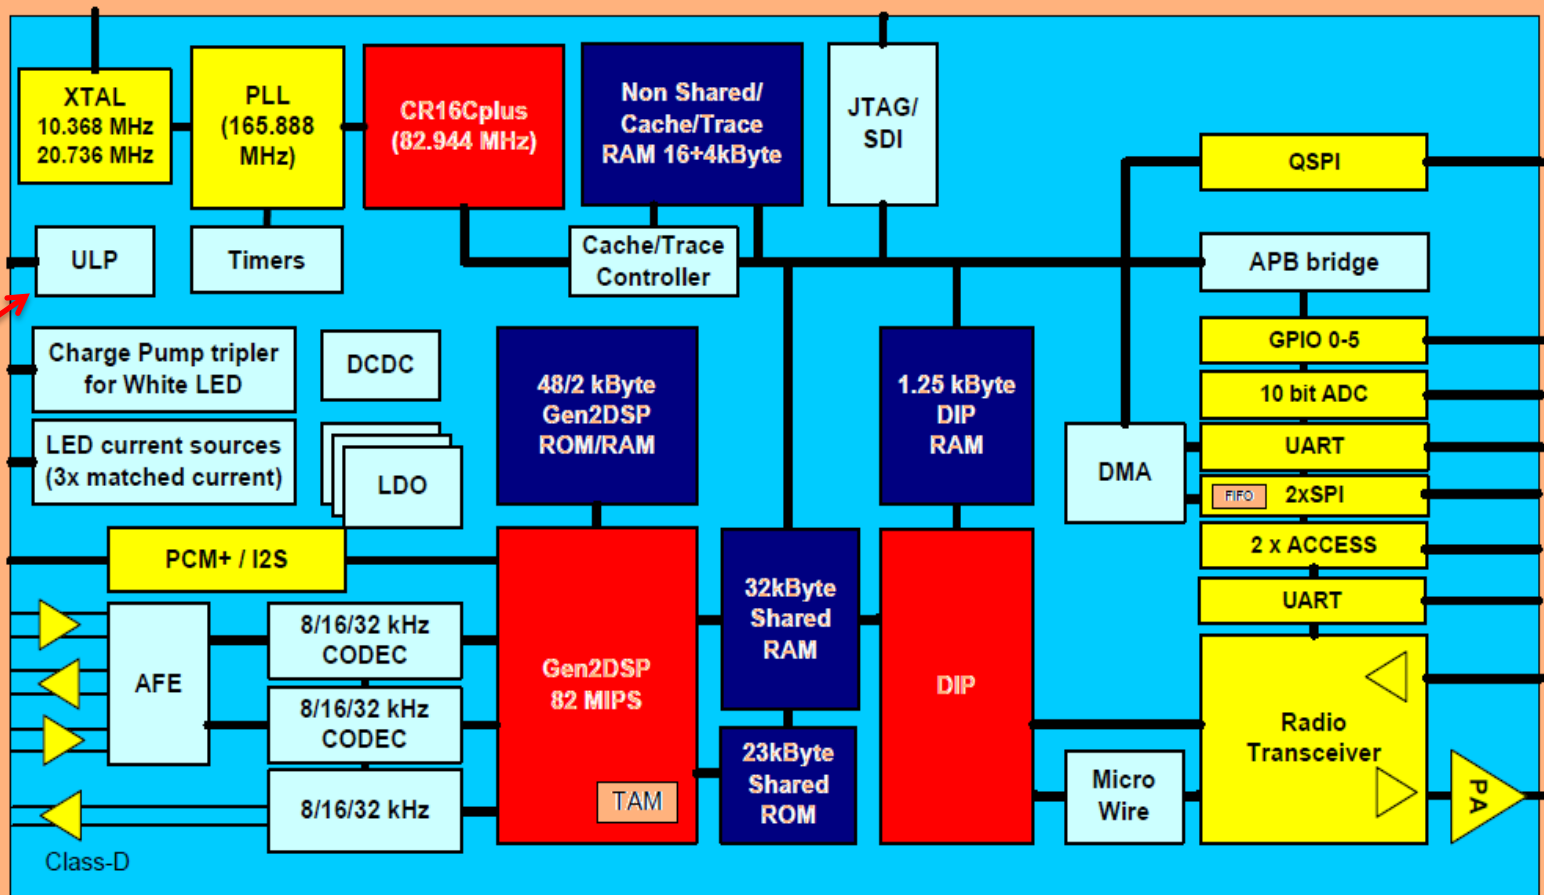 XTAL
10.368 MHz
20.736 MHz
PLL
(165.888
MHz)
CR16Cplus
(82.944 MHz)
Non Shared/
Cache/Trace
RAM 16+4kByte
JTAG/
SDI
QSPI
ULP
Timers
Cache/Trace
Controller
APB bridge
Charge Pump tripler
for White LED
DCDC
48/2 kByte
Gen2DSP
ROM/RAM
1.25 kByte
DIP
RAM
GPIO 0-5
10 bit ADC
LED current sources
(3x matched current)
LDO
DMA
UART
FIFO
2xSPI
PCM+ / I2S
2 x ACCESS
UART
AFE
8/16/32 kHz
CODEC
8/16/32 kHz
CODEC
8/16/32 kHz
Gen2DSP
82 MIPS
TAM
32kByte
Shared
RAM
23kByte
Shared
ROM
DIP
Micro
Wire
Radio
Transceiver
PA
Class-D